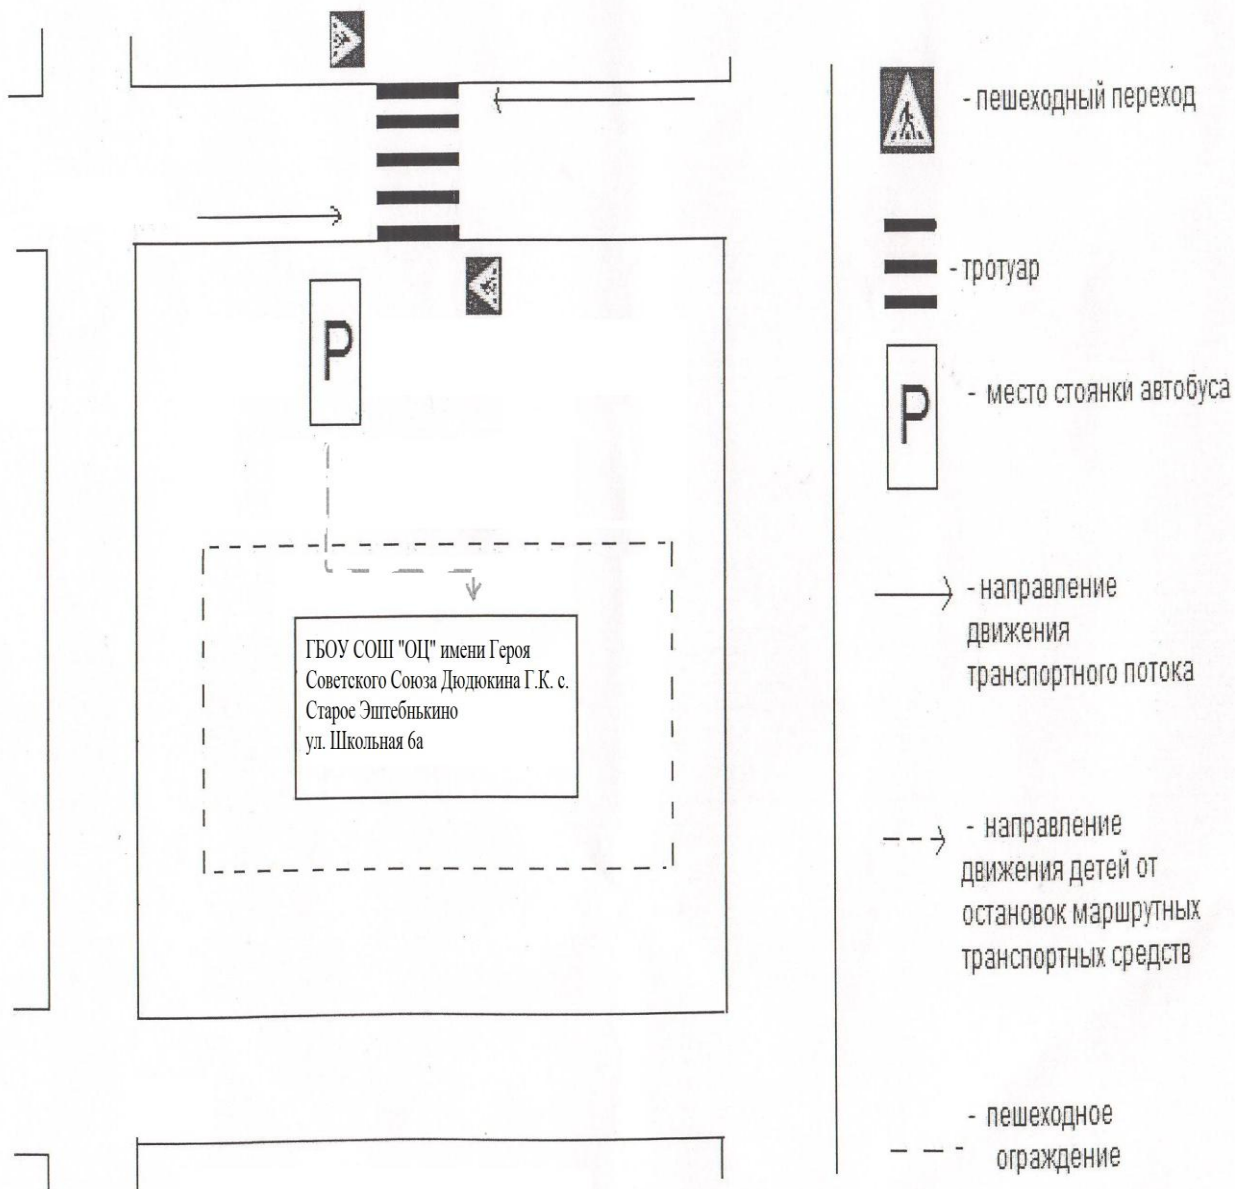 P
ГБОУ СОШ "ОЦ" имени Героя
Советского Союза Дюдюкина Г.К. с.
Старое Эштебнькино
ул. Школьная 6а
- пешеходный переход
- тротуар
P
- место стоянки автобуса
- направление
движения
транспортного потока
- направление
движения детей от
остановок маршрутных
транспортных средств
- пешеходное
ограждение